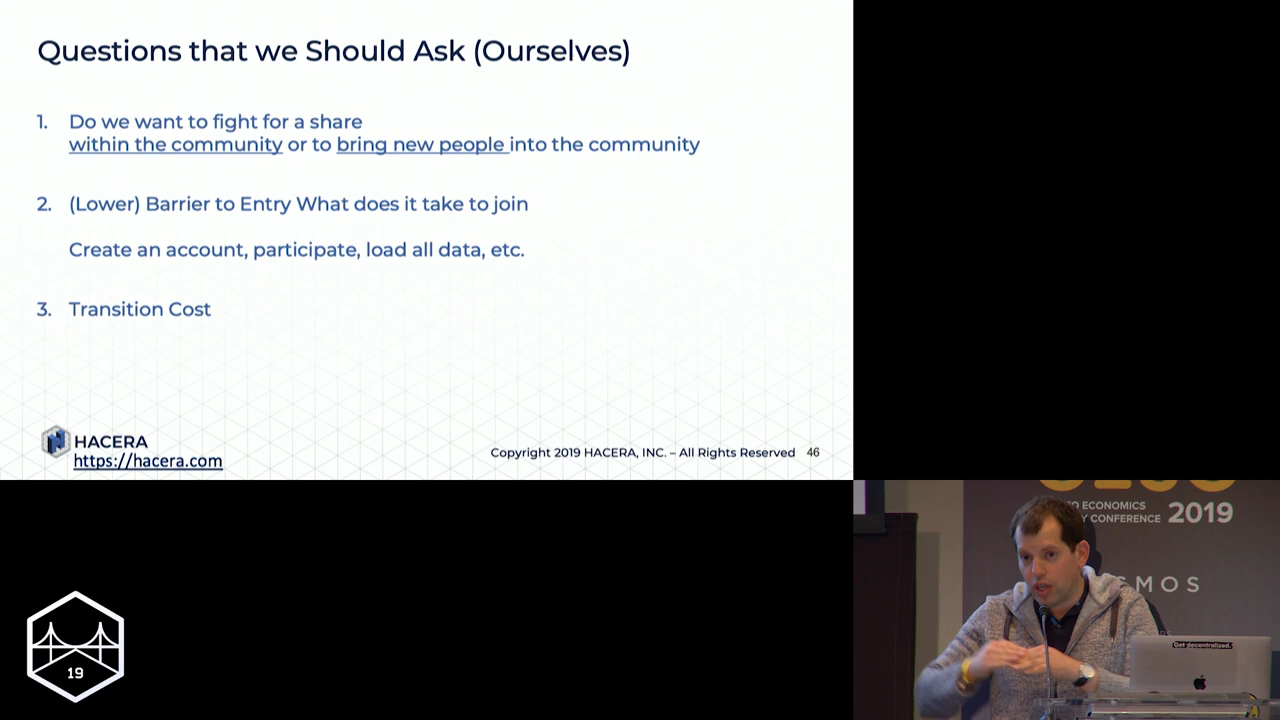 Questions that we Should Ask (Ourselves)
1. Do we want to fight for a share
within the community or to bring new people into the community
2. (Lower) Barrier to Entry What does it take to join
Create an account, participate, load all data, etc.
3. Transition Cost
HACERA
https://hacera.com
Copyright 2019 HACERA, INC. – All Rights Reserved 46
ECONOMICS
CONFERENCE 2019
SMOS
Get decentralized.
19